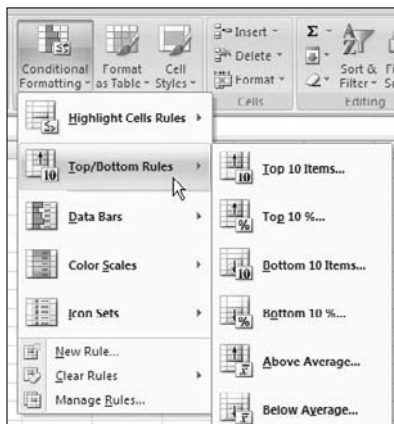 Insert
Delete
Format
Conditional Formatting
Format as Table
Cell Styles
Sort &
Filter
Cells
Editing
Highlight Cells Rules
Top/Bottom Rules
Data Bars
Color Scales
Icon Sets
New Rule...
Clear Rules
Manage Rules...
10
Top 10 Items...
%
Top 10 %...
10
Bottom 10 Items...
%
Bottom 10 %...
Above Average...
Below Average...